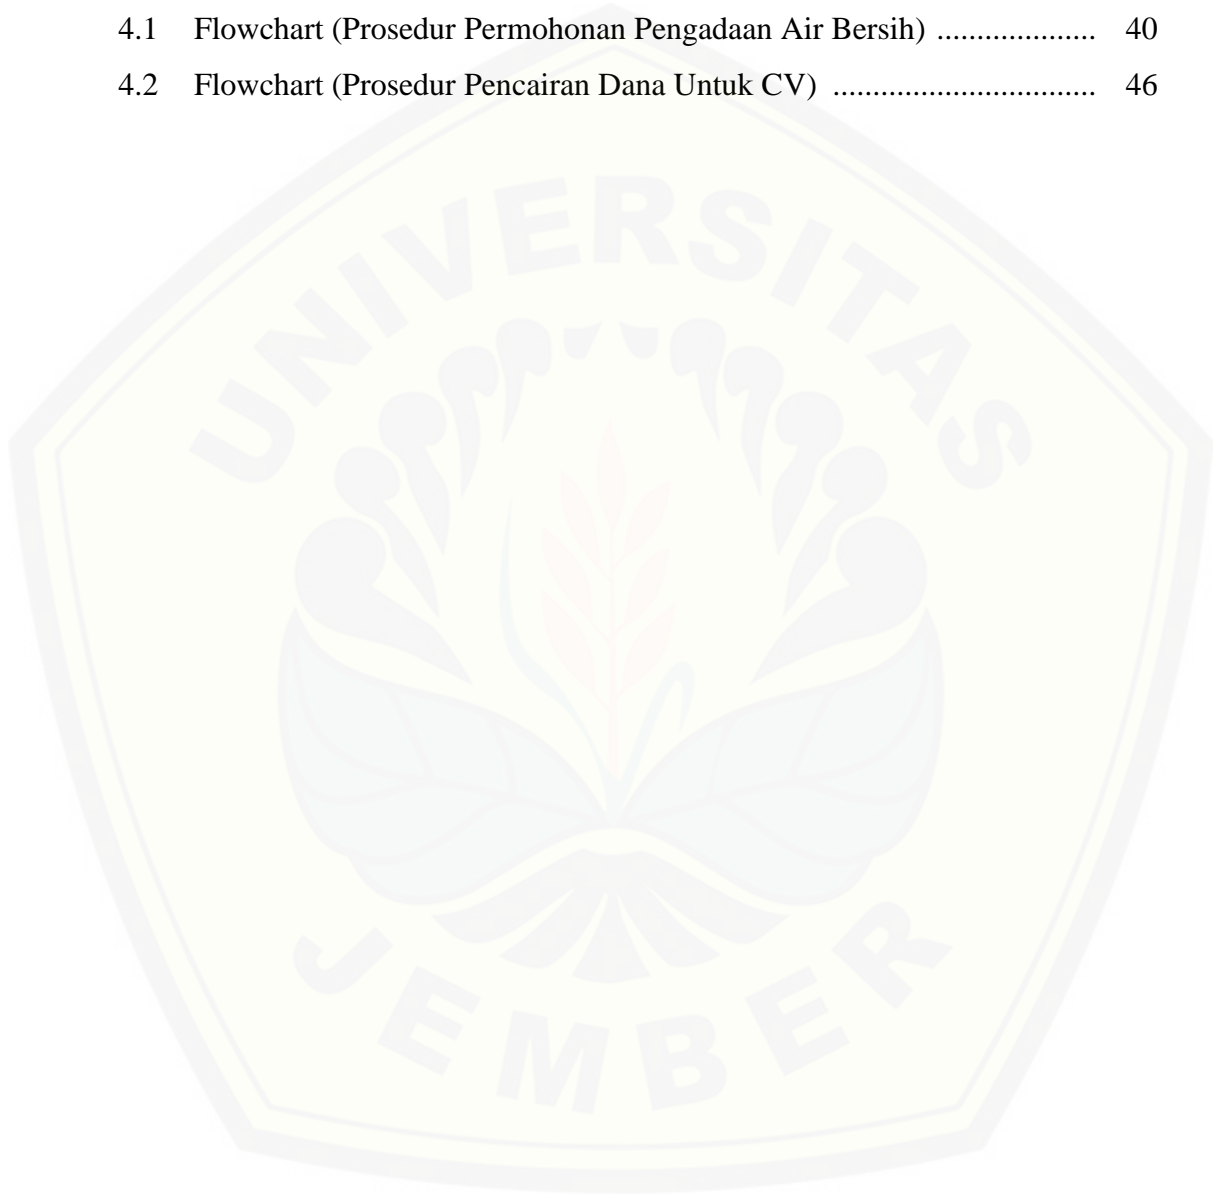 4.1 Flowchart (Prosedur Permohonan Pengadaan Air Bersih) .................... 40
4.2 Flowchart (Prosedur Pencairan Dana Untuk CV) ................................. 46
UNIVERSITAS
JEMBER